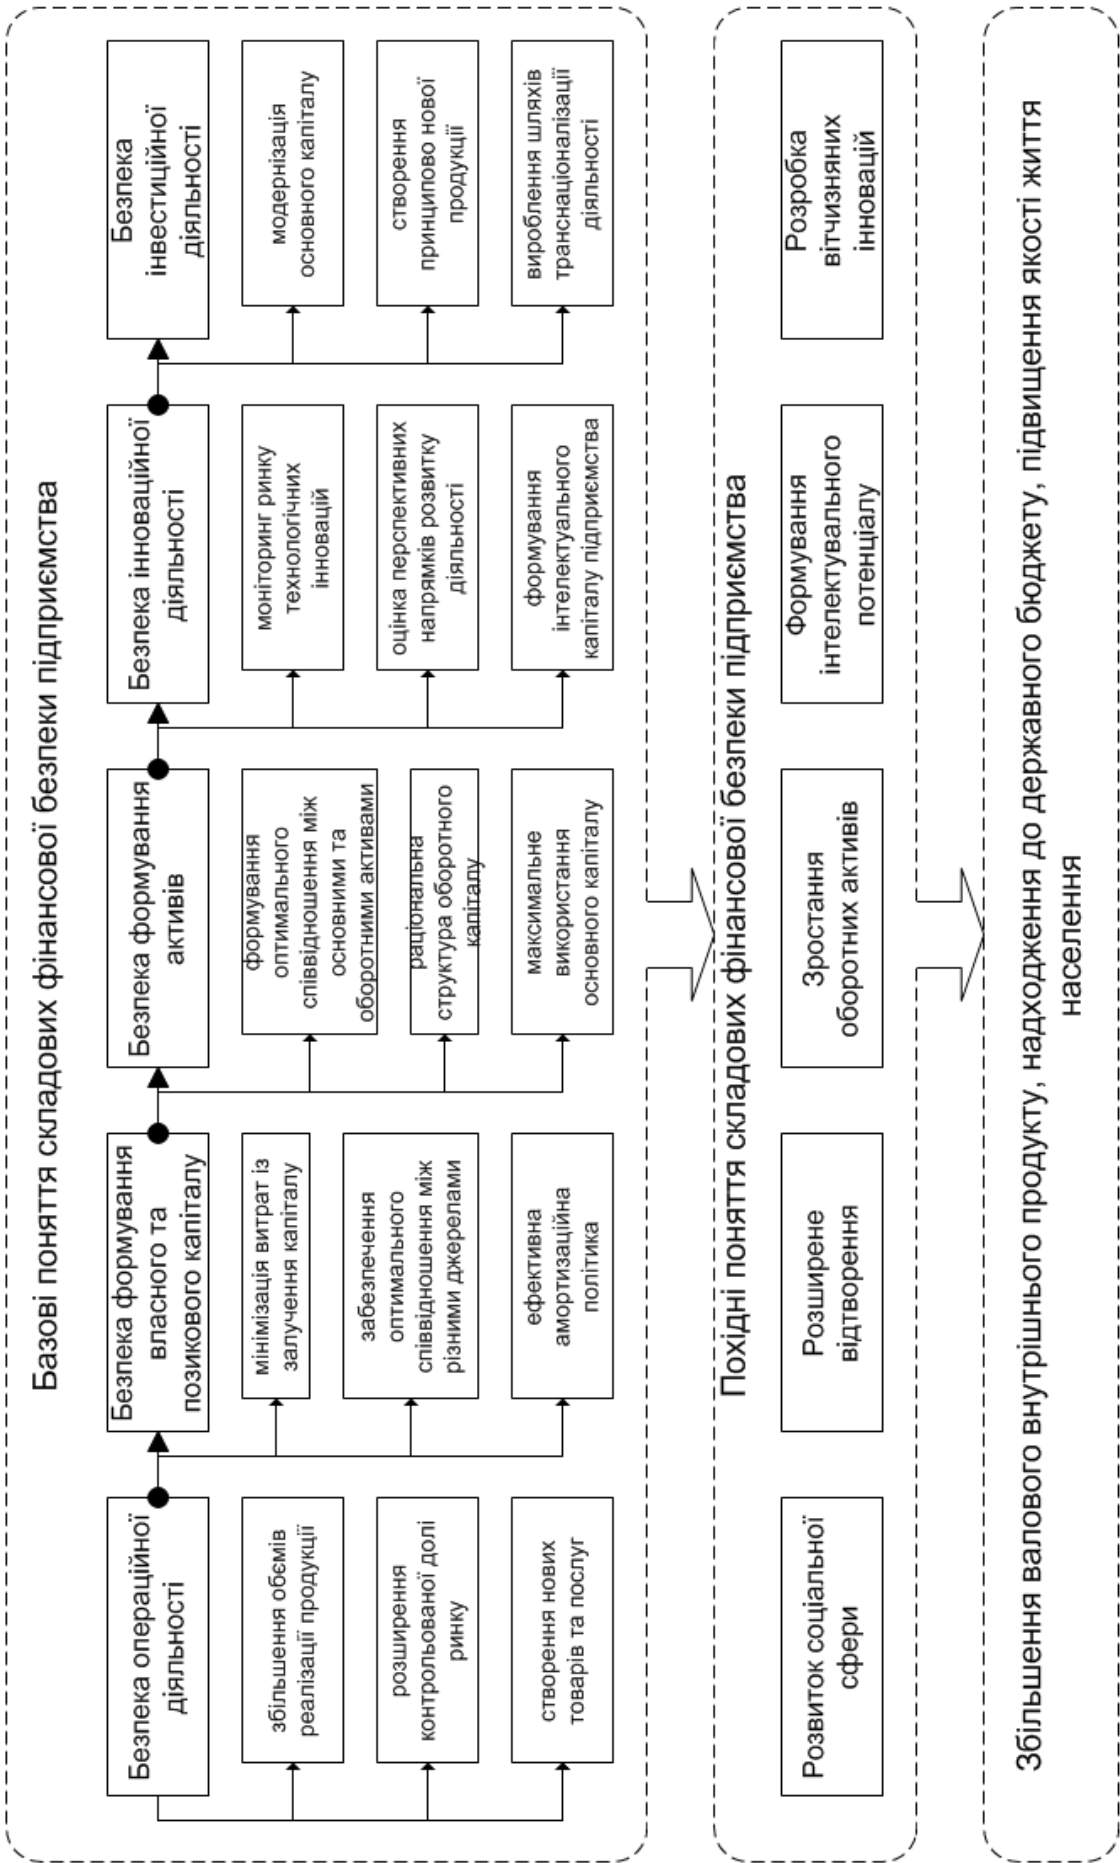 Базові поняття складових фінансової безпеки підприємства
Безпека операційної
діяльності
збільшення обємів
реалізації продукції
розширення
контрольованої долі
ринку
створення нових
товарів та послуг
Безпека формування
власного та
позикового капіталу
мінімізація витрат із
залучення капіталу
забезпечення
оптимального
співвідношення між
різними джерелами
ефективна
амортизаційна
політика
Безпека формування
активів
формування
оптимального
співвідношення між
основними та
оборотними активами
раціональна
структура оборотного
капіталу
максимальне
використання
основного капіталу
Безпека інноваційної
діяльності
моніторинг ринку
технологічних
інновацій
оцінка перспективних
напрямків розвитку
діяльності
формування
інтелектуального
капіталу підприємства
Безпека
інвестиційної
діяльності
модернізація
основного капіталу
створення
принципово нової
продукції
вироблення шляхів
транснаціоналізації
діяльності
Похідні поняття складових фінансової безпеки підприємства
Розвиток соціальної
сфери
Розширене
відтворення
Зростання
оборотних активів
Формування
інтелектувального
потенціалу
Розробка
вітчизняних
інновацій
Збільшення валового внутрішнього продукту, надходження до державного бюджету, підвищення якості життя
населення